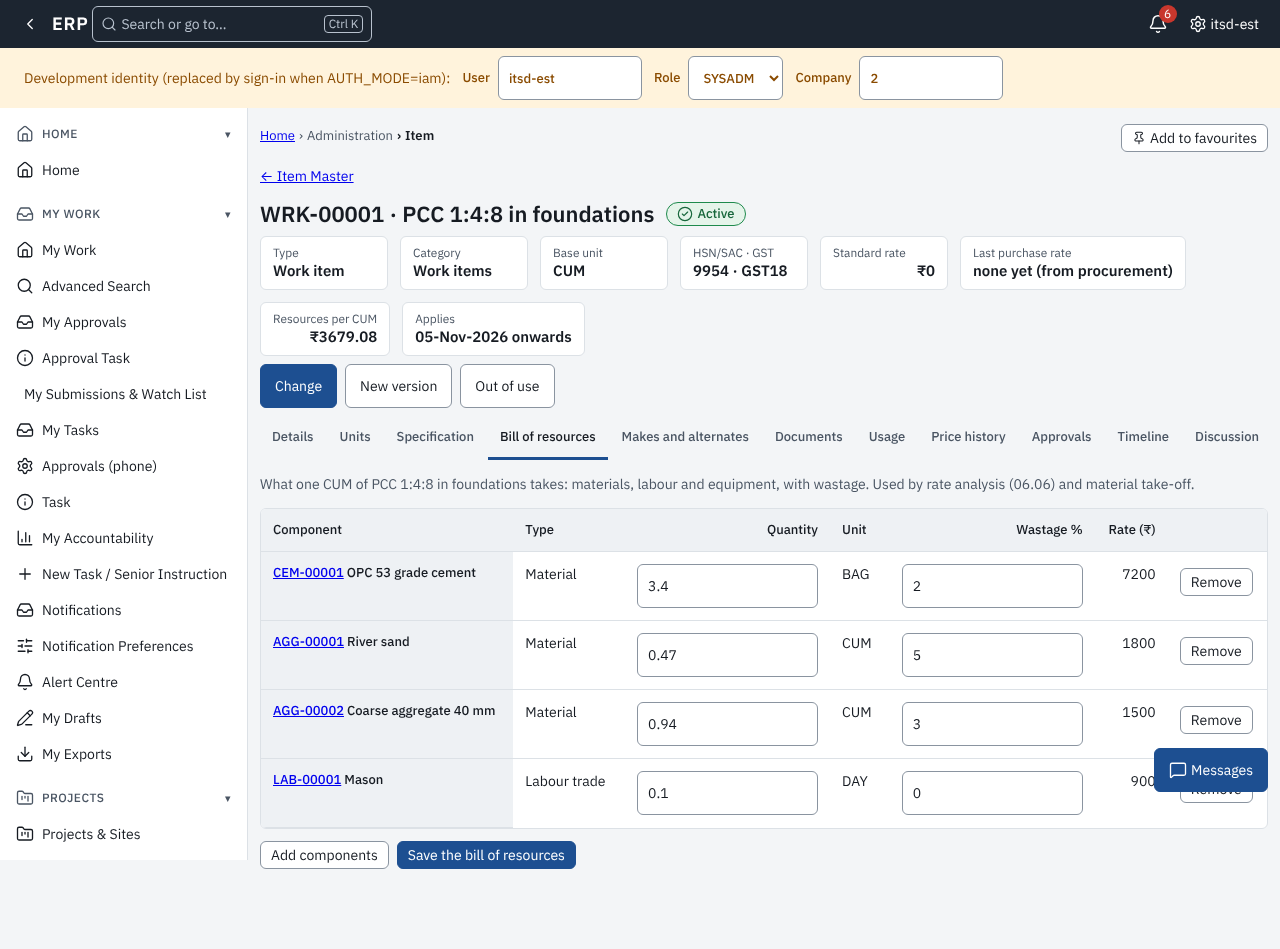 ERP
Search or go to...
Ctrl K
6
itsd-est
Development identity (replaced by sign-in when AUTH_MODE=iam): User itsd-est Role SYSADM Company 2
HOME
Home
MY WORK
My Work
Advanced Search
My Approvals
Approval Task
My Submissions & Watch List
My Tasks
Approvals (phone)
Task
My Accountability
New Task / Senior Instruction
Notifications
Notification Preferences
Alert Centre
My Drafts
My Exports
PROJECTS
Projects & Sites
Home › Administration › Item
Add to favourites
← Item Master
WRK-00001 · PCC 1:4:8 in foundations
Active
Type
Work item
Category
Work items
Base unit
CUM
HSN/SAC · GST
9954 · GST18
Standard rate
₹0
Last purchase rate
none yet (from procurement)
Resources per CUM
₹3679.08
Applies
05-Nov-2026 onwards
Change
New version
Out of use
Details Units Specification Bill of resources Makes and alternates Documents Usage Price history Approvals Timeline Discussion
What one CUM of PCC 1:4:8 in foundations takes: materials, labour and equipment, with wastage. Used by rate analysis (06.06) and material take-off.
Component Type Quantity Unit Wastage % Rate (₹)
CEM-00001 OPC 53 grade cement Material 3.4 BAG 2 7200 Remove
AGG-00001 River sand Material 0.47 CUM 5 1800 Remove
AGG-00002 Coarse aggregate 40 mm Material 0.94 CUM 3 1500 Remove
LAB-00001 Mason Labour trade 0.1 DAY 0 900 Remove
Messages
Add components
Save the bill of resources